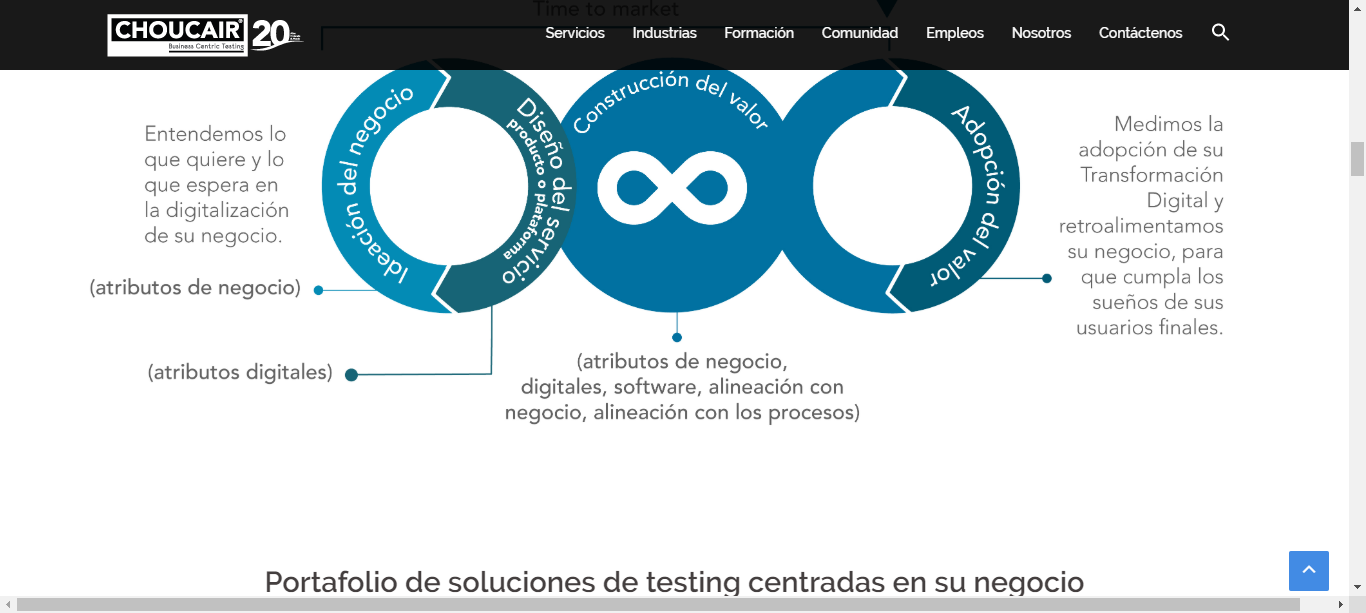 Time to market
CHOUCAIR®
Business Centric Testing
20
Servicios
Industrias
Formación
Comunidad
Empleos
Nosotros
Contáctenos
Entendemos lo
que quiere y lo
que espera en
la digitalización
de su negocio.
(atributos de negocio)
(atributos digitales)
Ideación del negocio
Diseño del servicio
producto o plataforma
Construcción del valor
(atributos de negocio,
digitales, software, alineación con
negocio, alineación con los procesos)
Adopción del valor
Medimos la
adopción de su
Transformación
Digital y
retroalimentamos
su negocio, para
que cumpla los
sueños de sus
usuarios finales.
Portafolio de soluciones de testing centradas en su negocio